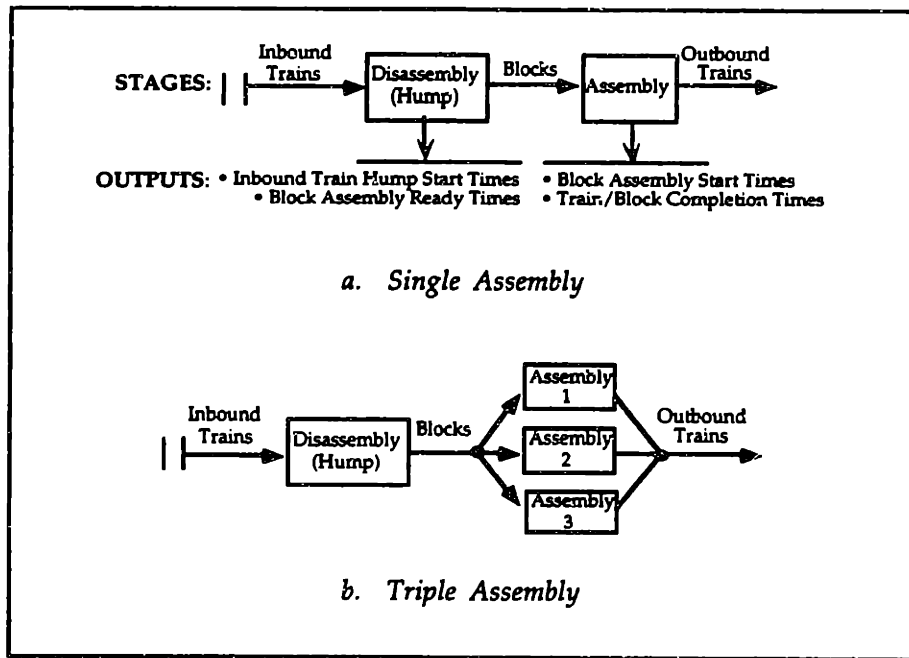 Inbound
Trains
STAGES:
Disassembly
(Hump)
Blocks
Assembly
Outbound
Trains
OUTPUTS:
• Inbound Train Hump Start Times
• Block Assembly Ready Times
• Block Assembly Start Times
• Train./Block Completion Times
a. Single Assembly
Inbound
Trains
Disassembly
(Hump)
Blocks
Assembly
1
Assembly
2
Assembly
3
Outbound
Trains
b. Triple Assembly